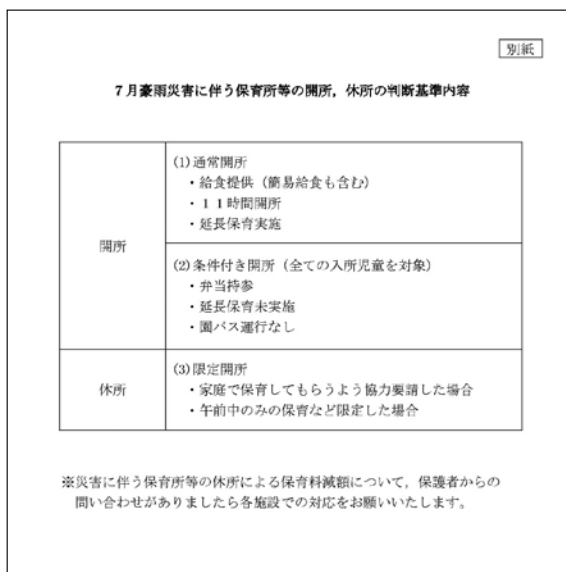 別紙
７月豪雨災害に伴う保育所等の開所，休所の判断基準内容
開所
(1)通常開所
・給食提供（簡易給食も含む）
・１１時間開所
・延長保育実施
(2)条件付き開所（全ての入所児童を対象）
・弁当持参
・延長保育未実施
・園バス運行なし
休所
(3)限定開所
・家庭で保育してもらうよう協力要請した場合
・午前中のみの保育など限定した場合
※災害に伴う保育所等の休所による保育料減額について，保護者からの
問い合わせがありましたら各施設での対応をお願いいたします。